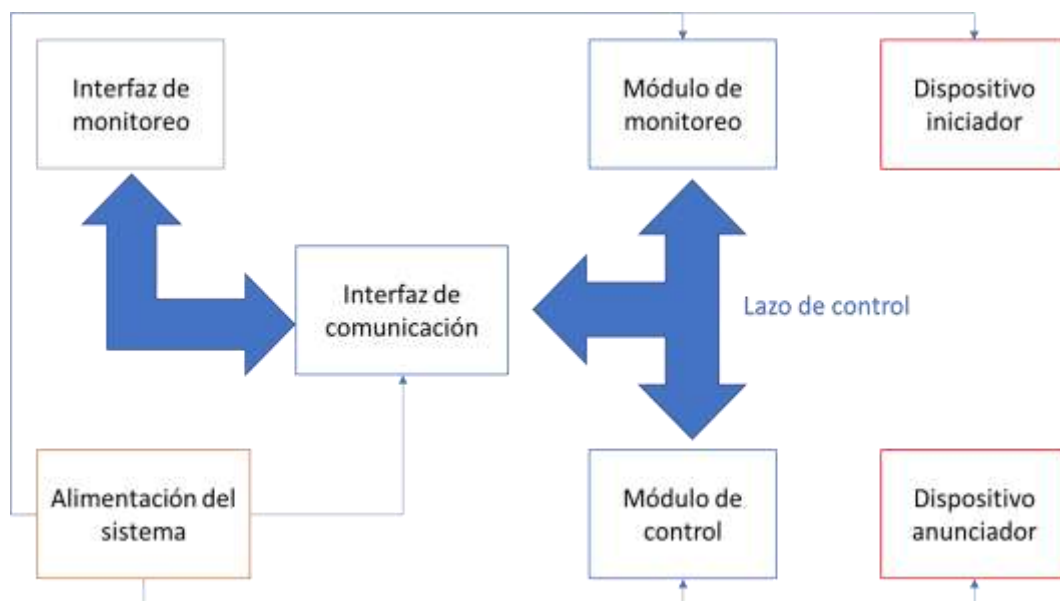 Interfaz de
monitoreo
Módulo de
monitoreo
Dispositivo
iniciador
Interfaz de
comunicación
Lazo de control
Alimentación del
sistema
Módulo de
control
Dispositivo
anunciador